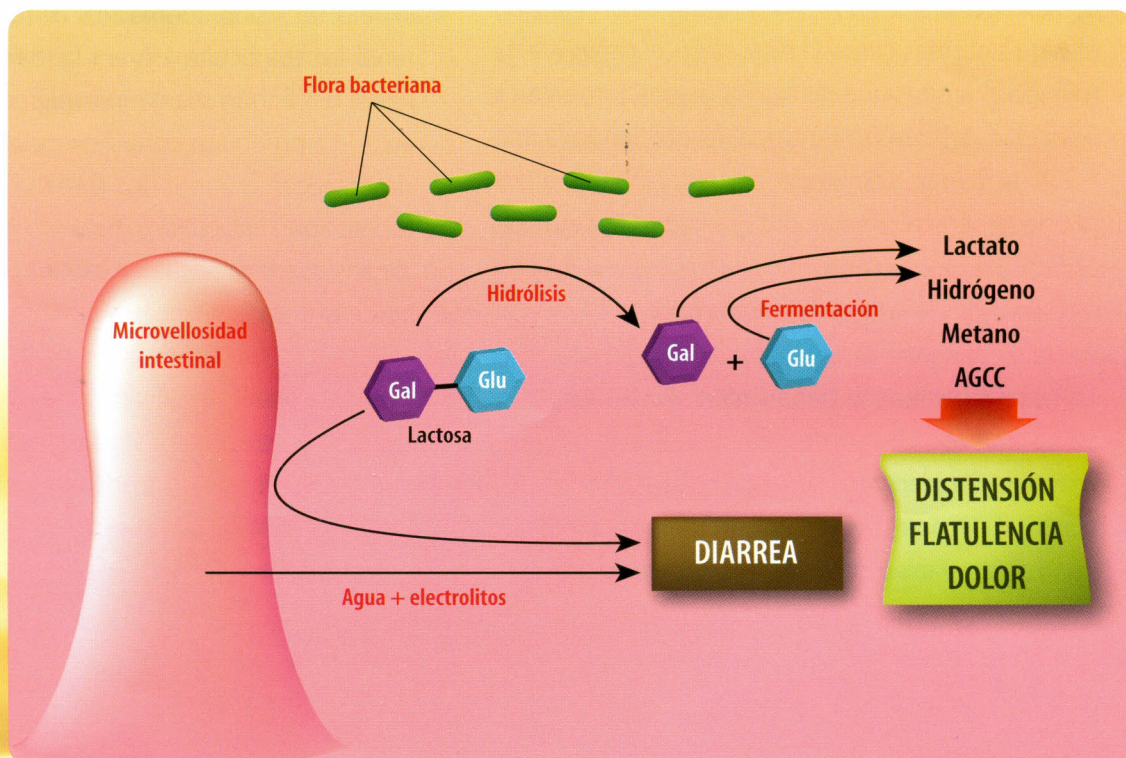 Flora bacteriana
Microvellosidad
intestinal
Hidrólisis
Gal
Glu
Lactosa
Gal
+
Glu
Fermentación
Lactato
Hidrógeno
Metano
AGCC
DISTENSIÓN
FLATULENCIA
DOLOR
DIARREA
Agua + electrolitos